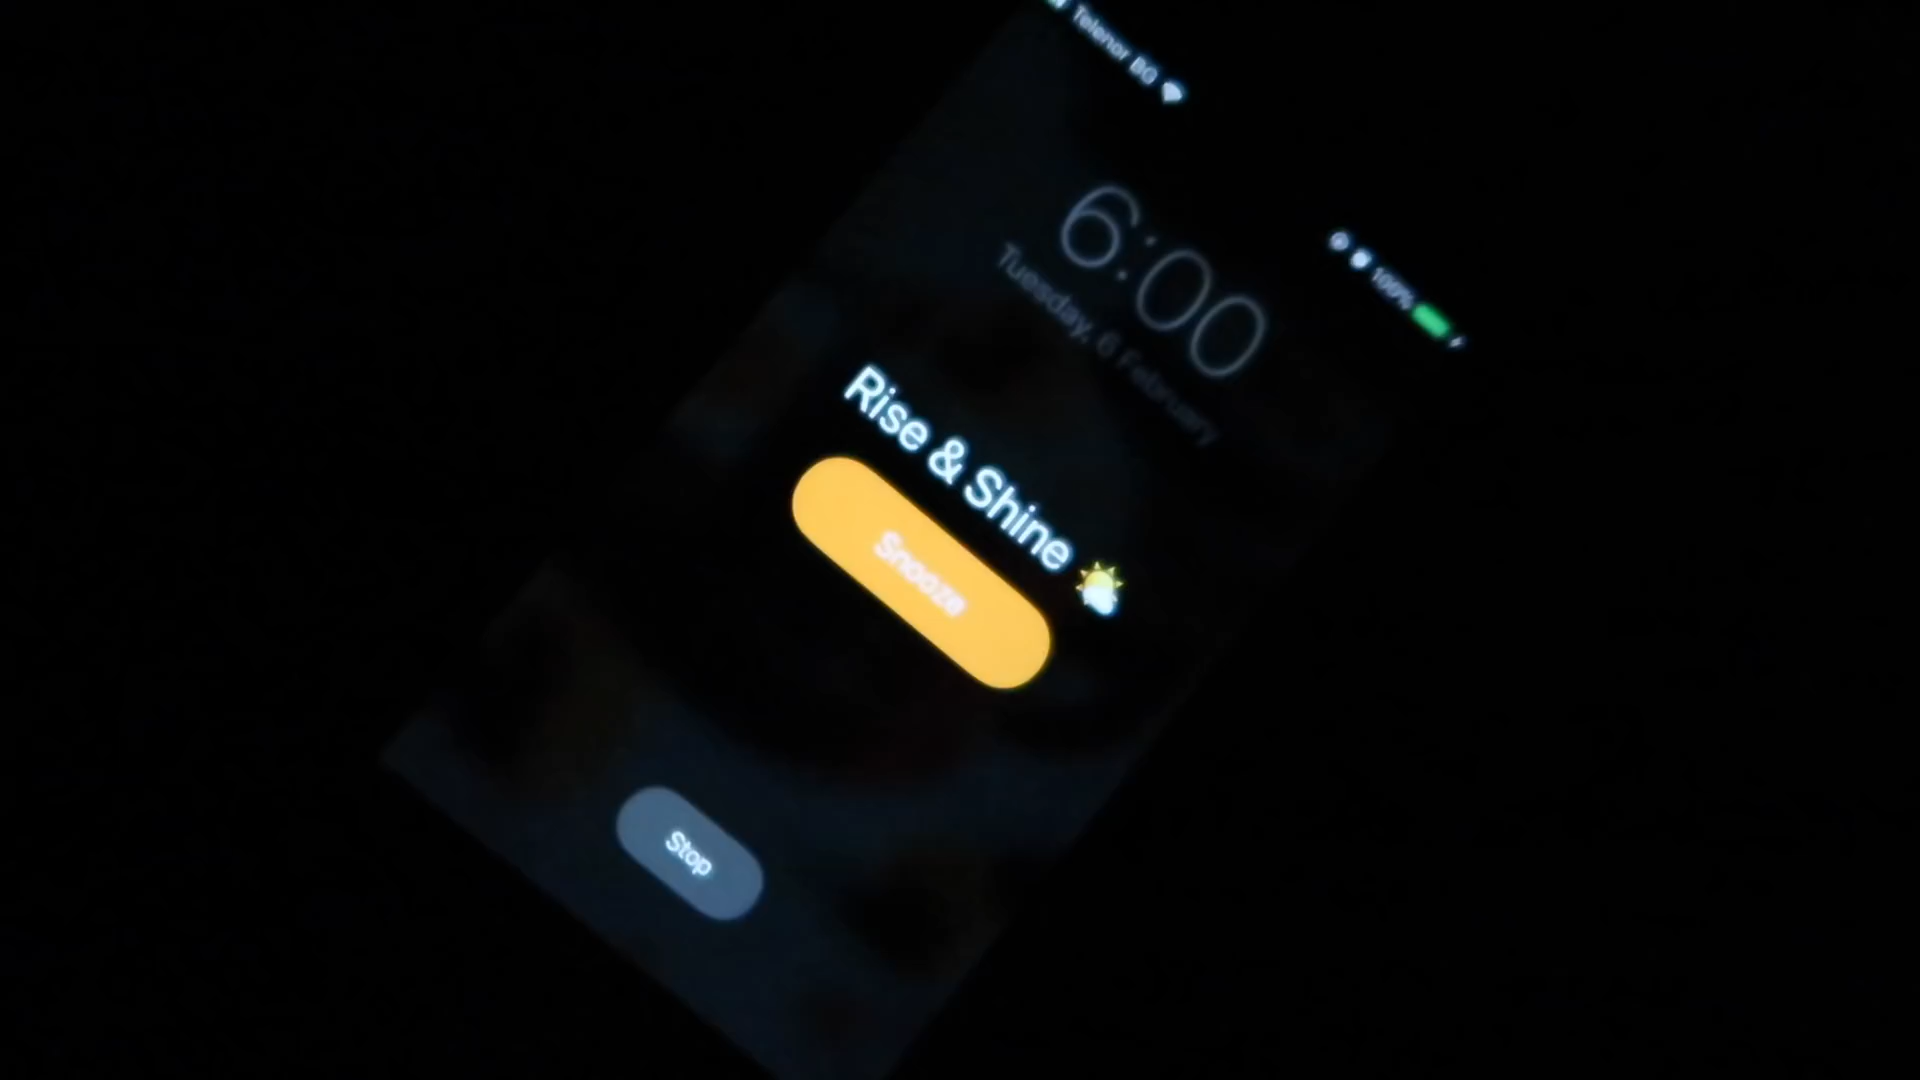 Telenor BG
100%
6:00
Tuesday, 6 February
Rise & Shine 🌤
Snooze
Stop